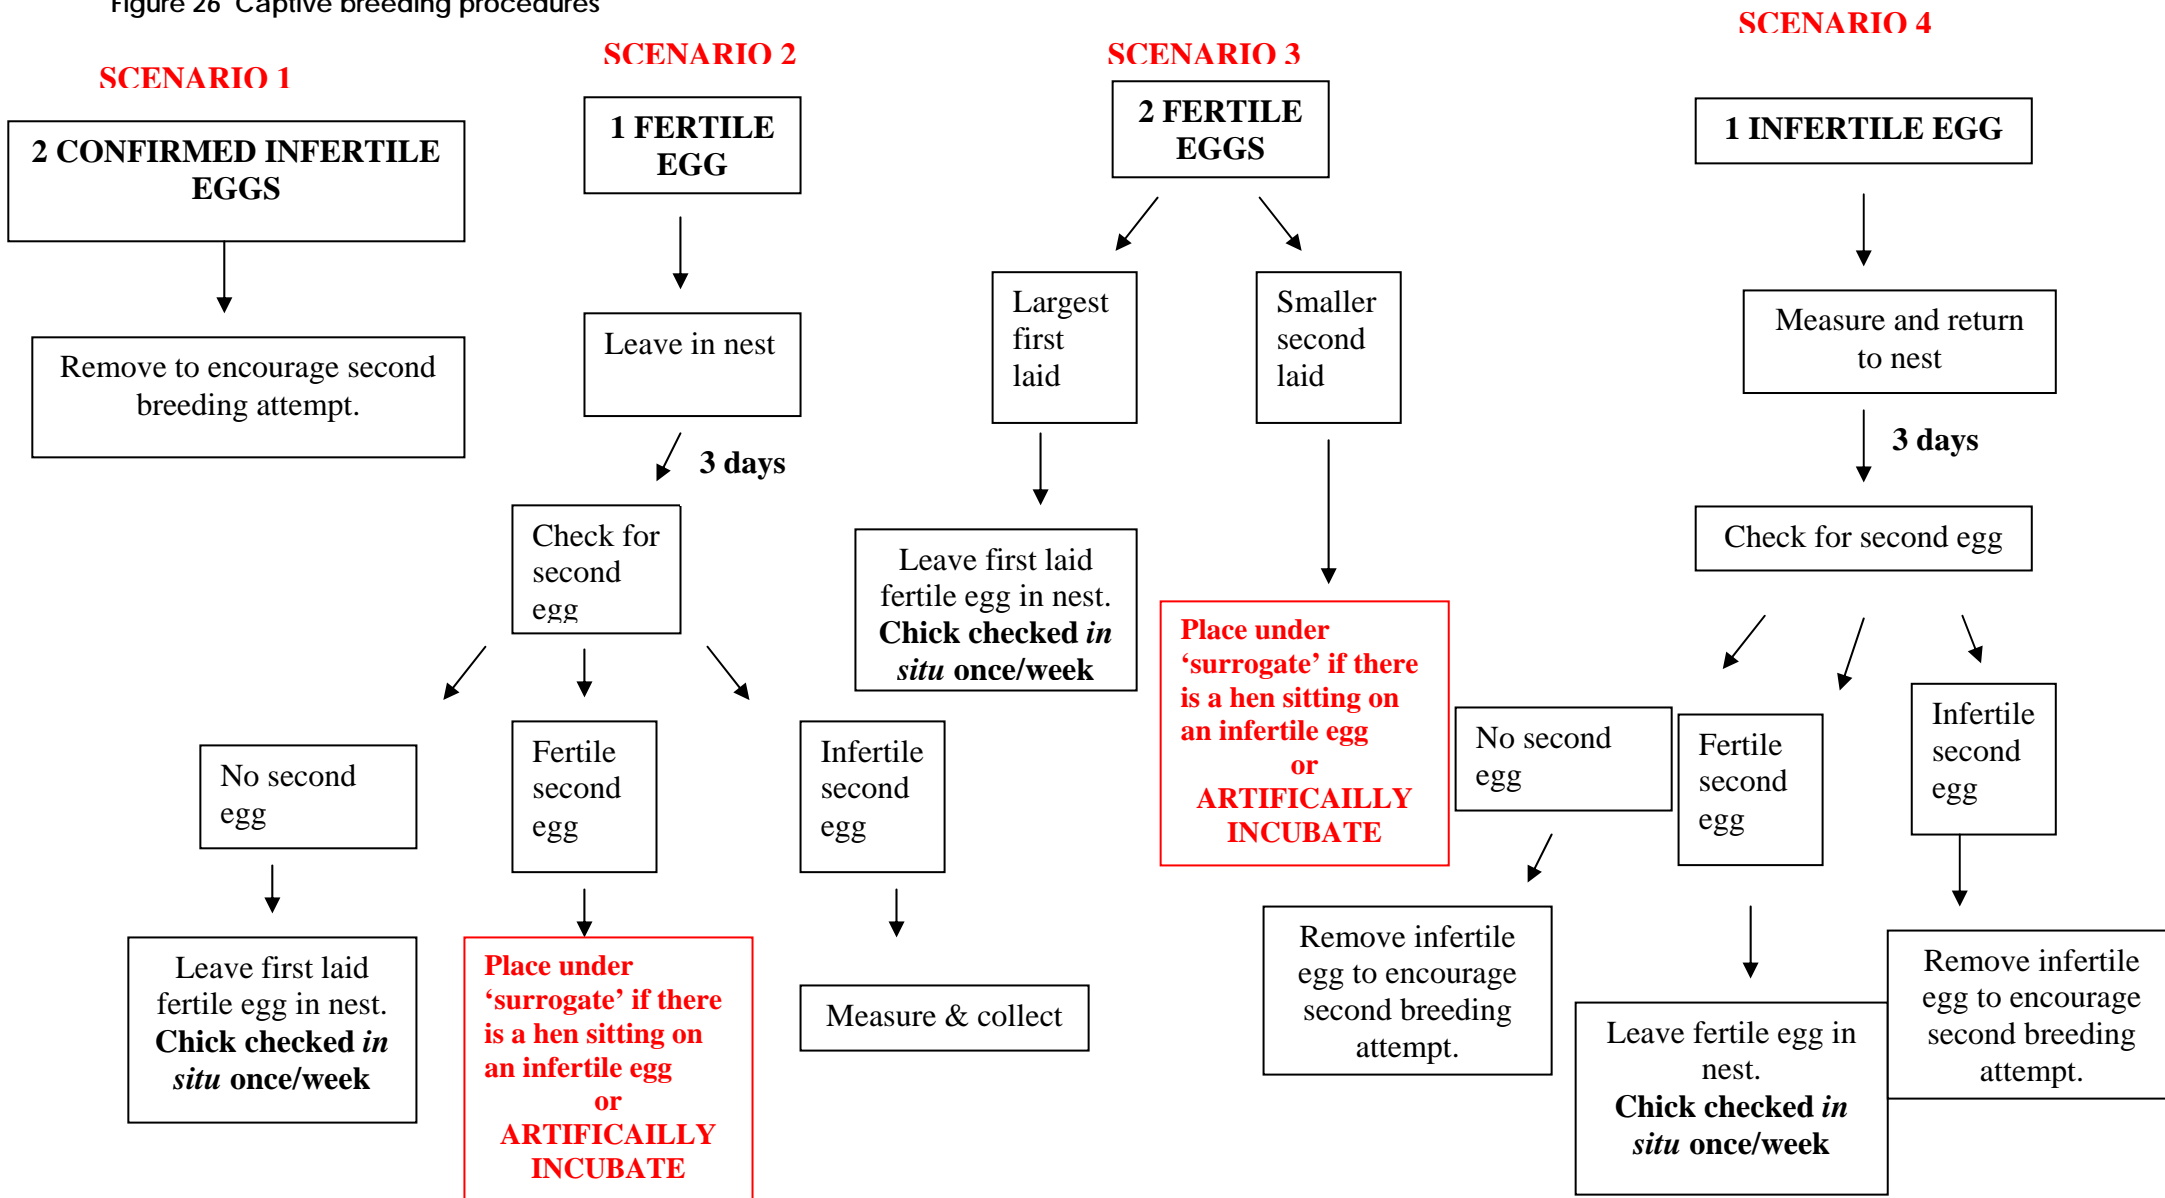 Figure 26 Captive breeding procedures
SCENARIO 1
2 CONFIRMED INFERTILE
EGGS
Remove to encourage second
breeding attempt.
SCENARIO 2
1 FERTILE
EGG
Leave in nest
3 days
Check for
second
egg
No second
egg
Leave first laid
fertile egg in nest.
Chick checked in
situ once/week
Fertile
second
egg
Place under
‘surrogate’ if there
is a hen sitting on
an infertile egg
or
ARTIFICAILLY
INCUBATE
Infertile
second
egg
Measure & collect
SCENARIO 3
2 FERTILE
EGGS
Largest
first
laid
Leave first laid
fertile egg in nest.
Chick checked in
situ once/week
Smaller
second
laid
Place under
‘surrogate’ if there
is a hen sitting on
an infertile egg
or
ARTIFICAILLY
INCUBATE
SCENARIO 4
1 INFERTILE EGG
Measure and return
to nest
3 days
Check for second egg
No second
egg
Remove infertile
egg to encourage
second breeding
attempt.
Fertile
second
egg
Leave fertile egg in
nest.
Chick checked in
situ once/week
Infertile
second
egg
Remove infertile
egg to encourage
second breeding
attempt.